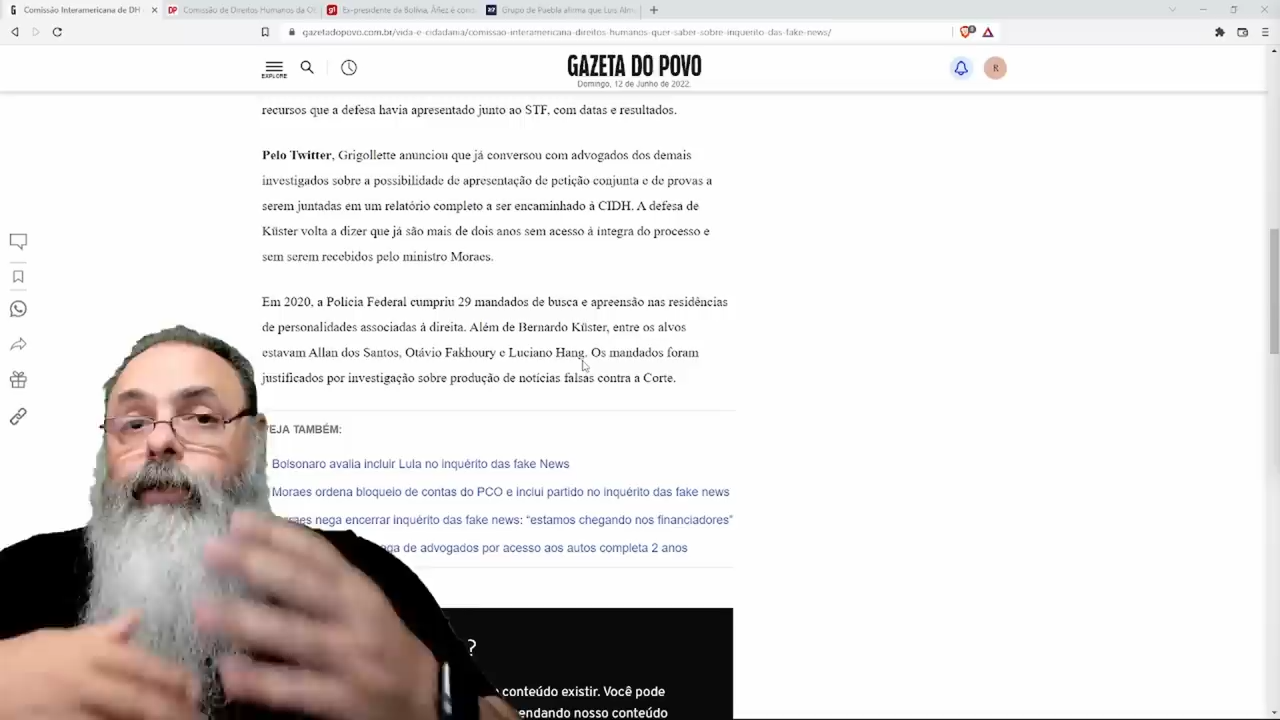 Comissão Interamericana de DH
Comissão de Direitos Humanos da O
Ex-presidente da Bolívia, Áñez é cons
Grupo de Puebla afirma que Luis
gazetadopovo.com.br/vida-e-cidadania/comissao-interamericana-direitos-humanos-quer-saber-sobre-inquerito-das-fake-news/
EXPLORE
GAZETA DO POVO
Domingo, 12 de Junho de 2022.
R
recursos que a defesa havia apresentado junto ao STF, com datas e resultados.
Pelo Twitter, Grigollette anunciou que já conversou com advogados dos demais
investigados sobre a possibilidade de apresentação de petição conjunta e de provas a
serem juntadas em um relatório completo a ser encaminhado à CIDH. A defesa de
Küster volta a dizer que já são mais de dois anos sem acesso à íntegra do processo e
sem serem recebidos pelo ministro Moraes.
Em 2020, a Polícia Federal cumpriu 29 mandados de busca e apreensão nas residências
de personalidades associadas à direita. Além de Bernardo Küster, entre os alvos
estavam Allan dos Santos, Otávio Fakhoury e Luciano Hang. Os mandados foram
justificados por investigação sobre produção de notícias falsas contra a Corte.
VEJA TAMBÉM:
Bolsonaro avalia incluir Lula no inquérito das fake News
Moraes ordena bloqueio de contas do PCO e inclui partido no inquérito das fake news
raes nega encerrar inquérito das fake news: “estamos chegando nos financiadores”
de advogados por acesso aos autos completa 2 anos
?
conteúdo existir. Você pode
endando nosso conteúdo